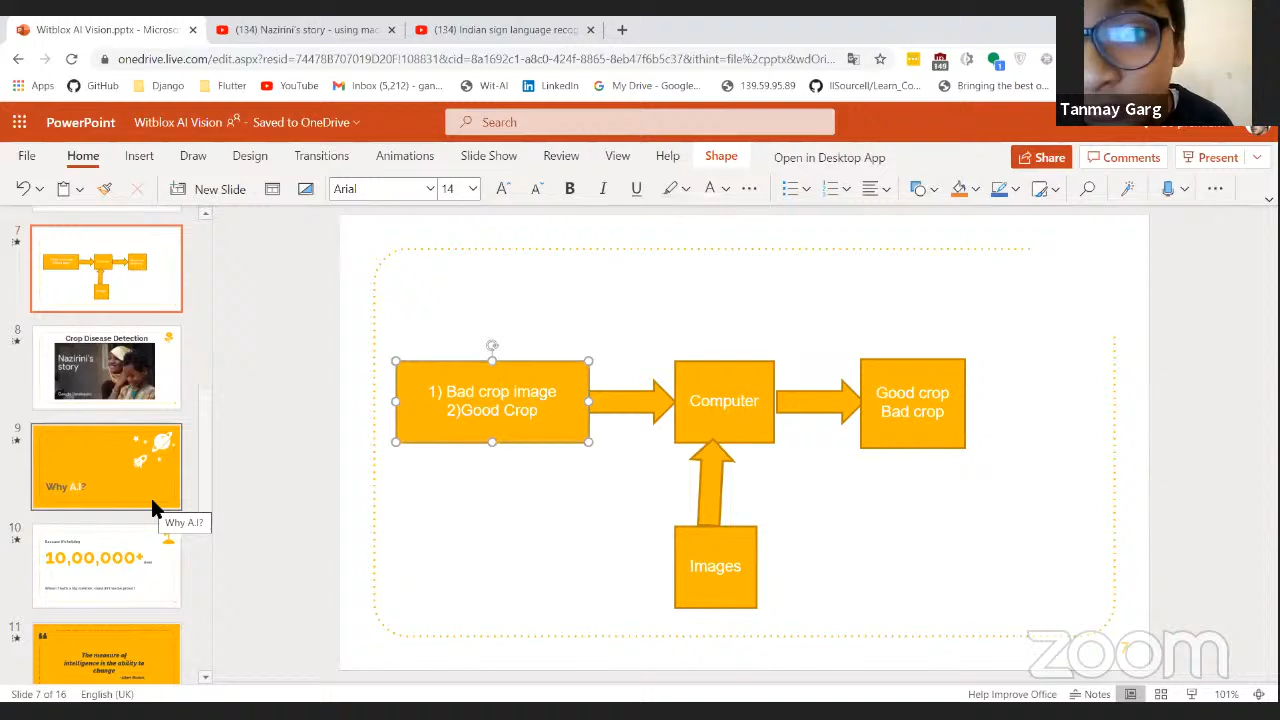 Witblox AI Vision.pptx - Microso
(134) Nazirini's story - using mac
(134) Indian sign language recog
onedrive.live.com/edit.aspx?resid=74478B70757F19D20F!108831&cid=8a169231-a8c0-424f-8865-8eb47f6b5c37&ithint=file%2cpptx&wdOri...
Apps
GitHub
Django
Flutter
YouTube
Inbox (5,212) - gan...
Wit-Ai
LinkedIn
My Drive - Google...
139.59.95.89
llSourcell/Learn_Co...
Bringing the best o...
Tanmay Garg
PowerPoint
Witblox AI Vision
- Saved to OneDrive
Search
File
Home
Insert
Draw
Design
Transitions
Animations
Slide Show
Review
View
Help
Shape
Open in Desktop App
Share
Comments
Present
New Slide
Arial
14
7
8
Crop Disease Detection
Nazirini's
story
9
Why A.I?
Why A.I?
10
10,00,000+
11
The measure of
intelligence is the ability to
change
1) Bad crop image
2)Good Crop
Computer
Good crop
Bad crop
Images
7
zoom
Slide 7 of 16
English (UK)
Help Improve Office
Notes
101%